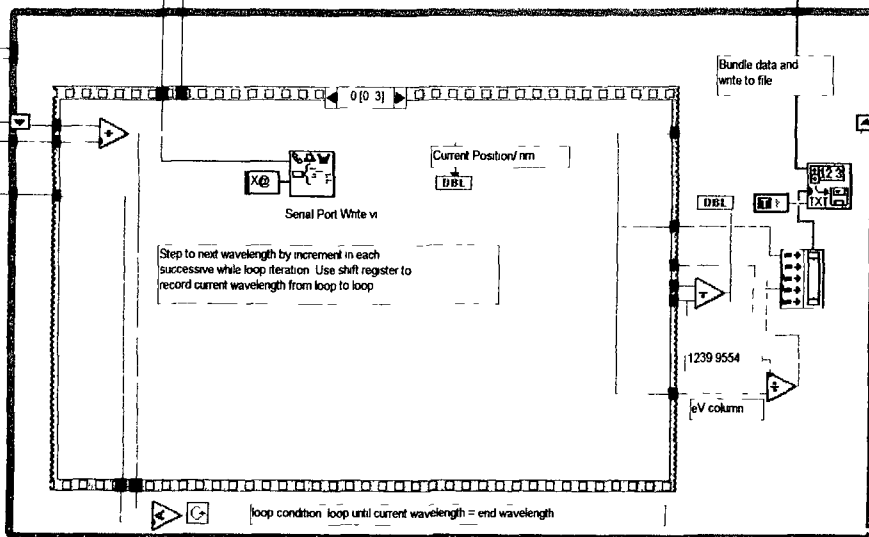 Bundle data and
write to file
0 [0 3]
Current Position/ nm
DBL
X@
Serial Port Write vi
DBL
T
123
TXT
Step to next wavelength by increment in each
successive while loop iteration Use shift register to
record current wavelength from loop to loop
1239 9554
eV column
loop condition loop until current wavelength = end wavelength